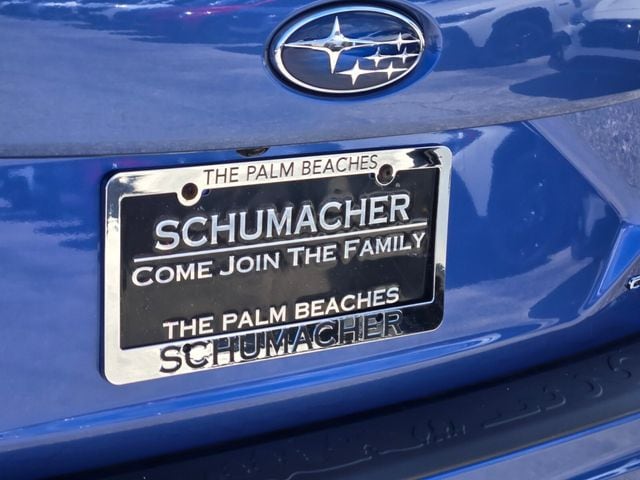 THE PALM BEACHES
SCHUMACHER
COME JOIN THE FAMILY
THE PALM BEACHES
SCHUMACHER